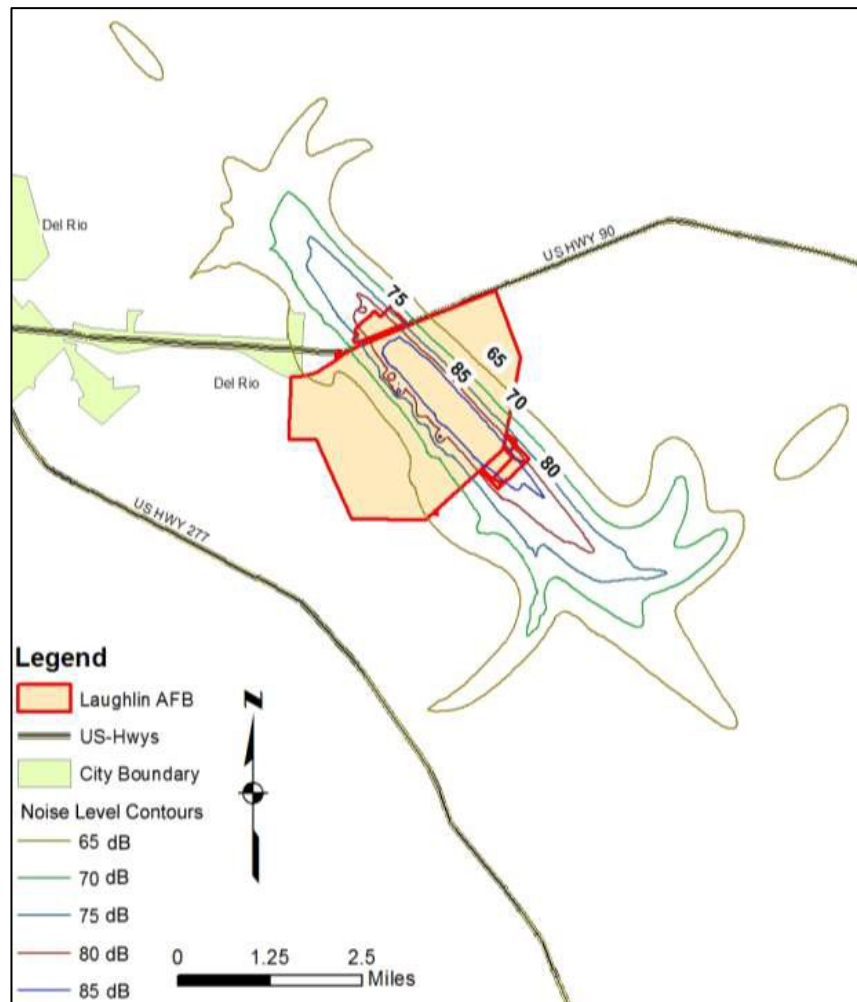 Del Rio
US HWY 90
75
65
85
70
Del Rio
80
US HWY 277
Legend
Laughlin AFB
US-Hwys
City Boundary
Noise Level Contours
65 dB
70 dB
75 dB
80 dB
85 dB
N
0 1.25 2.5
Miles